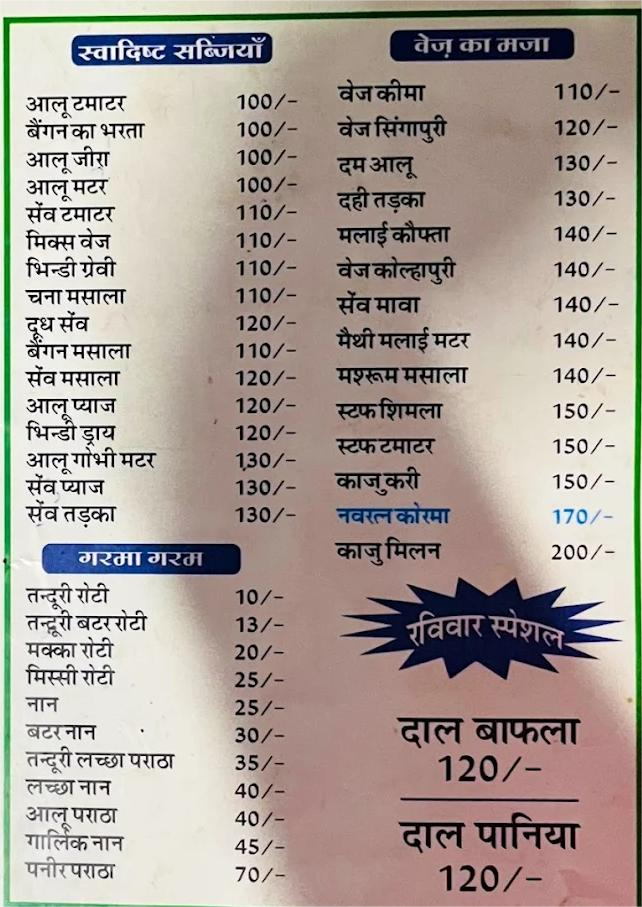 स्वादिष्ट सब्जियाँ
आलू टमाटर 100/-
बैंगन का भरता 100/-
आलू जीरा 100/-
आलू मटर 100/-
सेंव टमाटर 110/-
मिक्स वेज 110/-
भिन्डी ग्रेवी 110/-
चना मसाला 110/-
दूध सेंव 120/-
बैंगन मसाला 110/-
सेंव मसाला 120/-
आलू प्याज 120/-
भिन्डी ड्राय 120/-
आलू गोभी मटर 130/-
सेंव प्याज 130/-
सेंव तड़का 130/-
गरमा गरम
तन्दूरी रोटी 10/-
तन्दूरी बटर रोटी 13/-
मक्का रोटी 20/-
मिस्सी रोटी 25/-
नान 25/-
बटर नान 30/-
तन्दूरी लच्छा पराठा 35/-
लच्छा नान 40/-
आलू पराठा 40/-
गार्लिक नान 45/-
पनीर पराठा 70/-
वेज़ का मजा
वेज कीमा 110/-
वेज सिंगापुरी 120/-
दम आलू 130/-
दही तड़का 130/-
मलाई कौफ्ता 140/-
वेज कोल्हापुरी 140/-
सेंव मावा 140/-
मैथी मलाई मटर 140/-
मश्रूम मसाला 140/-
स्टफ शिमला 150/-
स्टफ टमाटर 150/-
काजु करी 150/-
नवरत्न कोरमा 170/-
काजु मिलन 200/-
रविवार स्पेशल
दाल बाफला
120/-
दाल पानिया
120/-